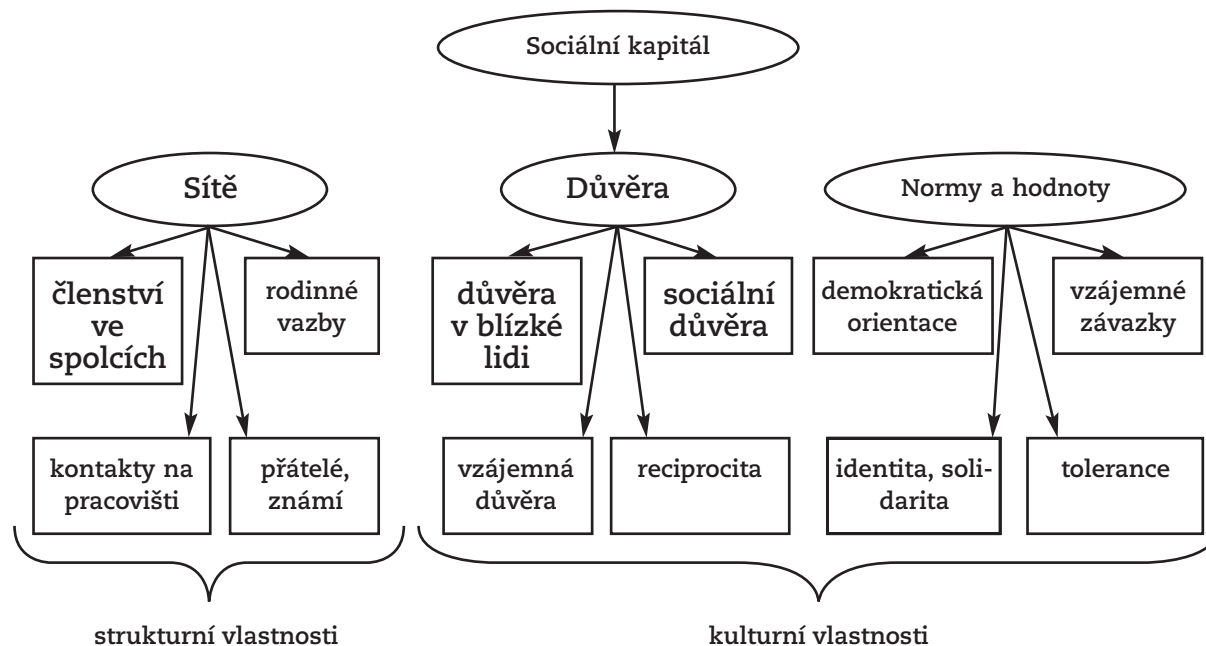 Sociální kapitál
Sítě
Důvěra
Normy a hodnoty
členství
ve
spolcích
rodinné
vazby
důvěra
v blízké
lidi
sociální
důvěra
demokratická
orientace
vzájemné
závazky
kontakty na
pracovišti
přátelé,
známí
vzájemná
důvěra
reciprocita
identita, soli-
darita
tolerance
strukturní vlastnosti
kulturní vlastnosti